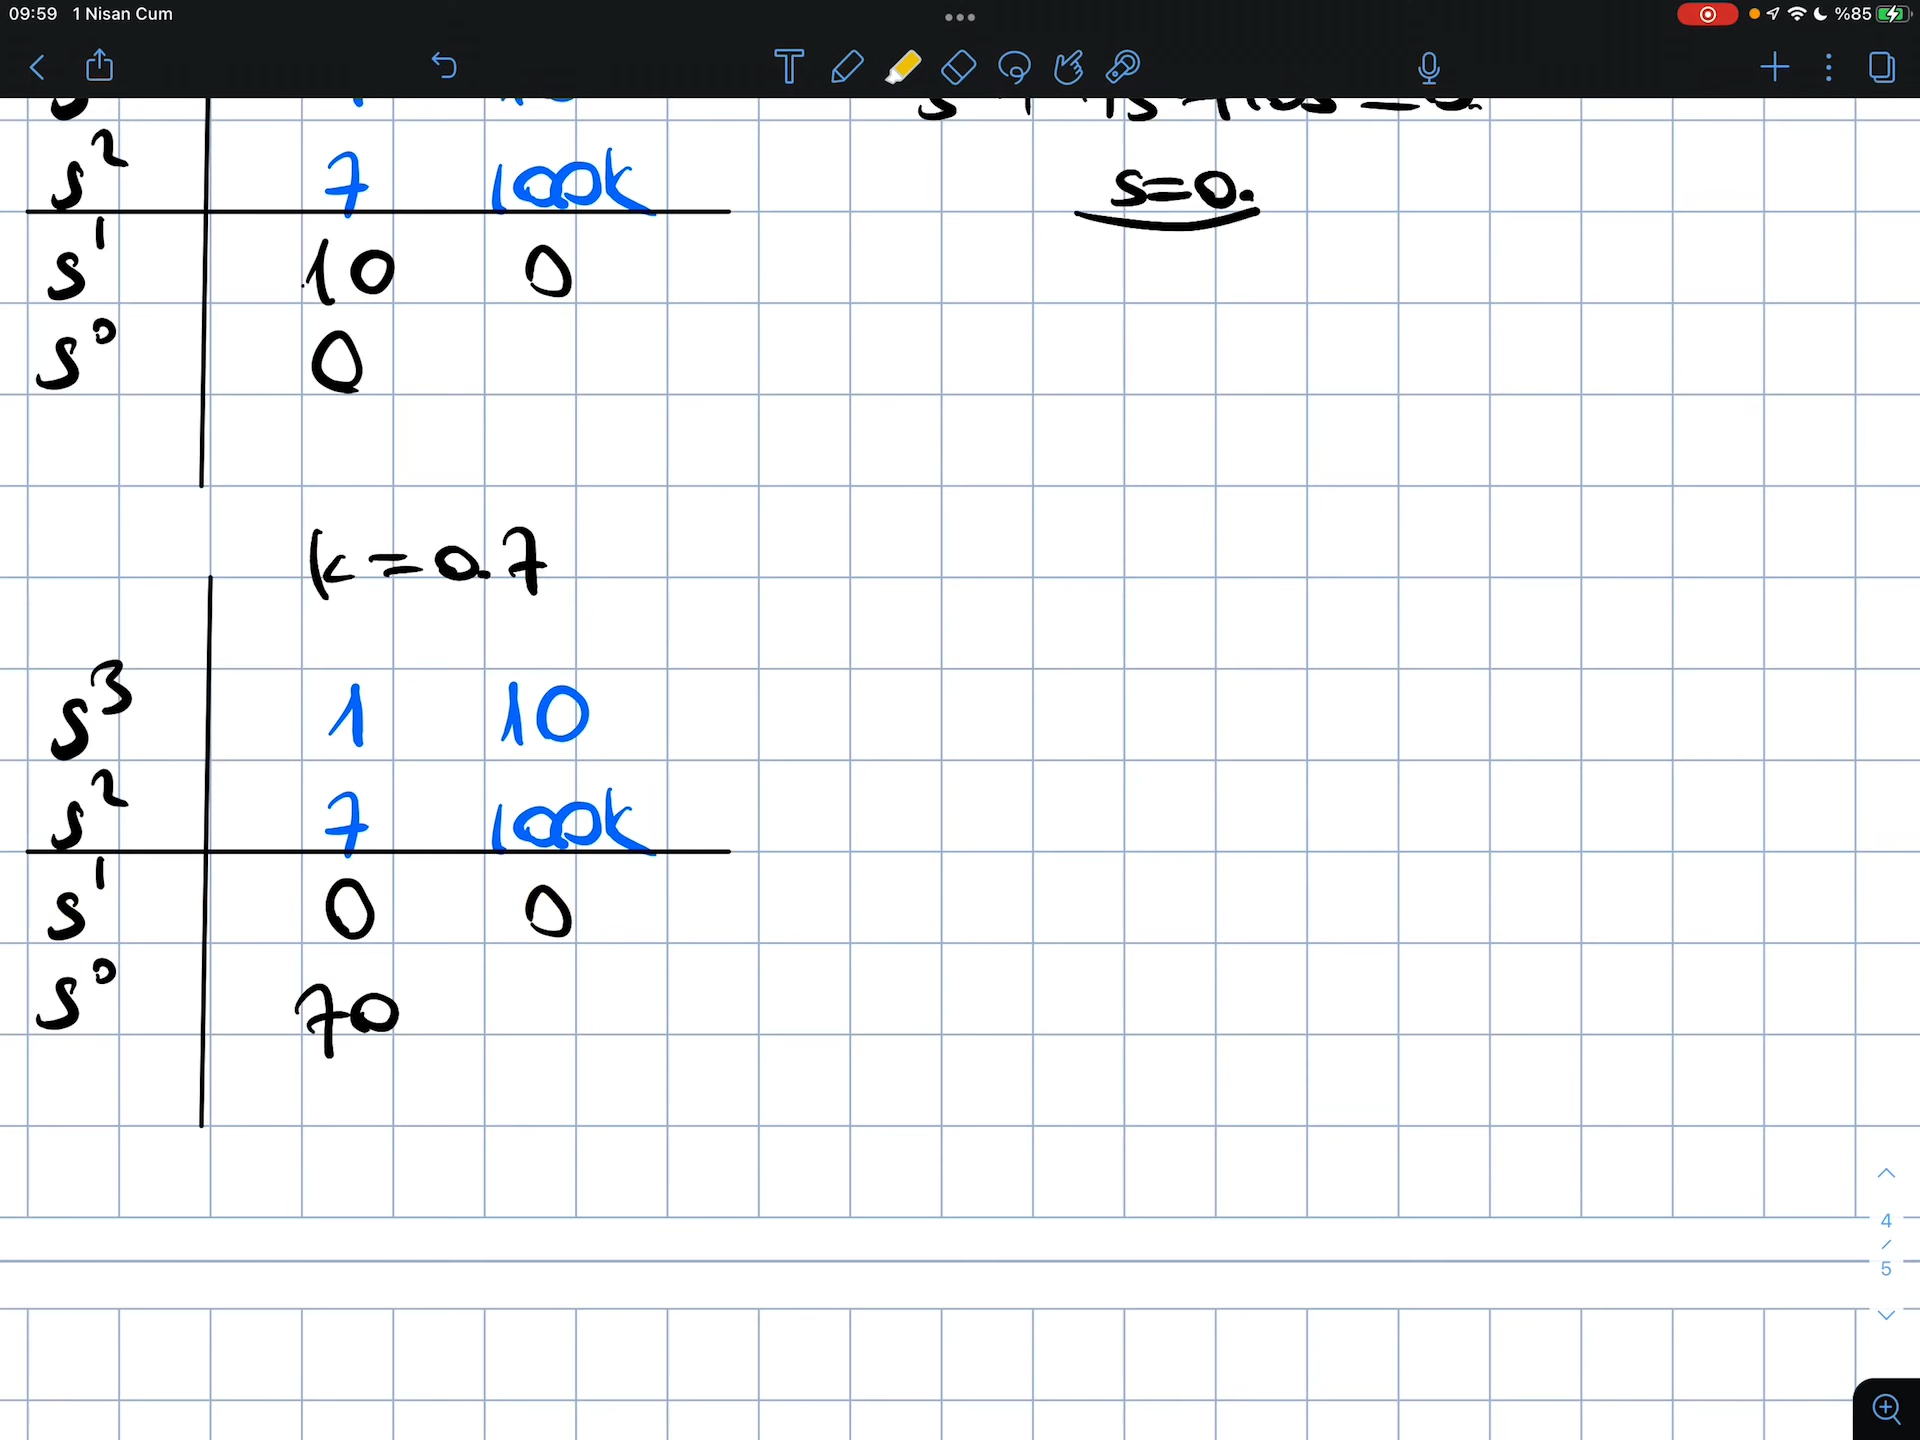 09:59 1 Nisan Cum %85
s² 7 100k
s=0.
s¹ 10 0
s⁰ 0
k=0.7
s³ 1 10
s² 7 100k
s¹ 0 0
s⁰ 70
4
/
5